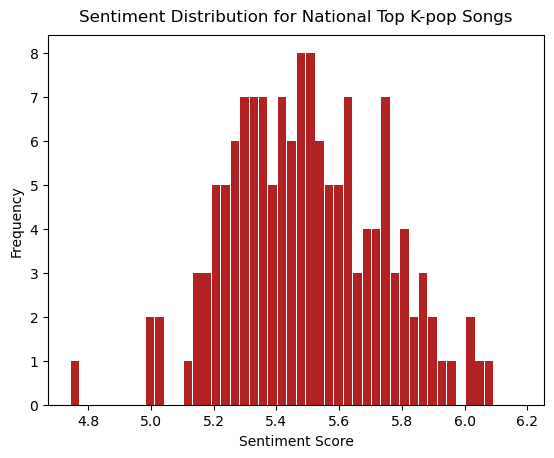 Sentiment Distribution for National Top K-pop Songs
8
7
6
5
4
3
2
1
0
Frequency
4.8 5.0 5.2 5.4 5.6 5.8 6.0 6.2
Sentiment Score